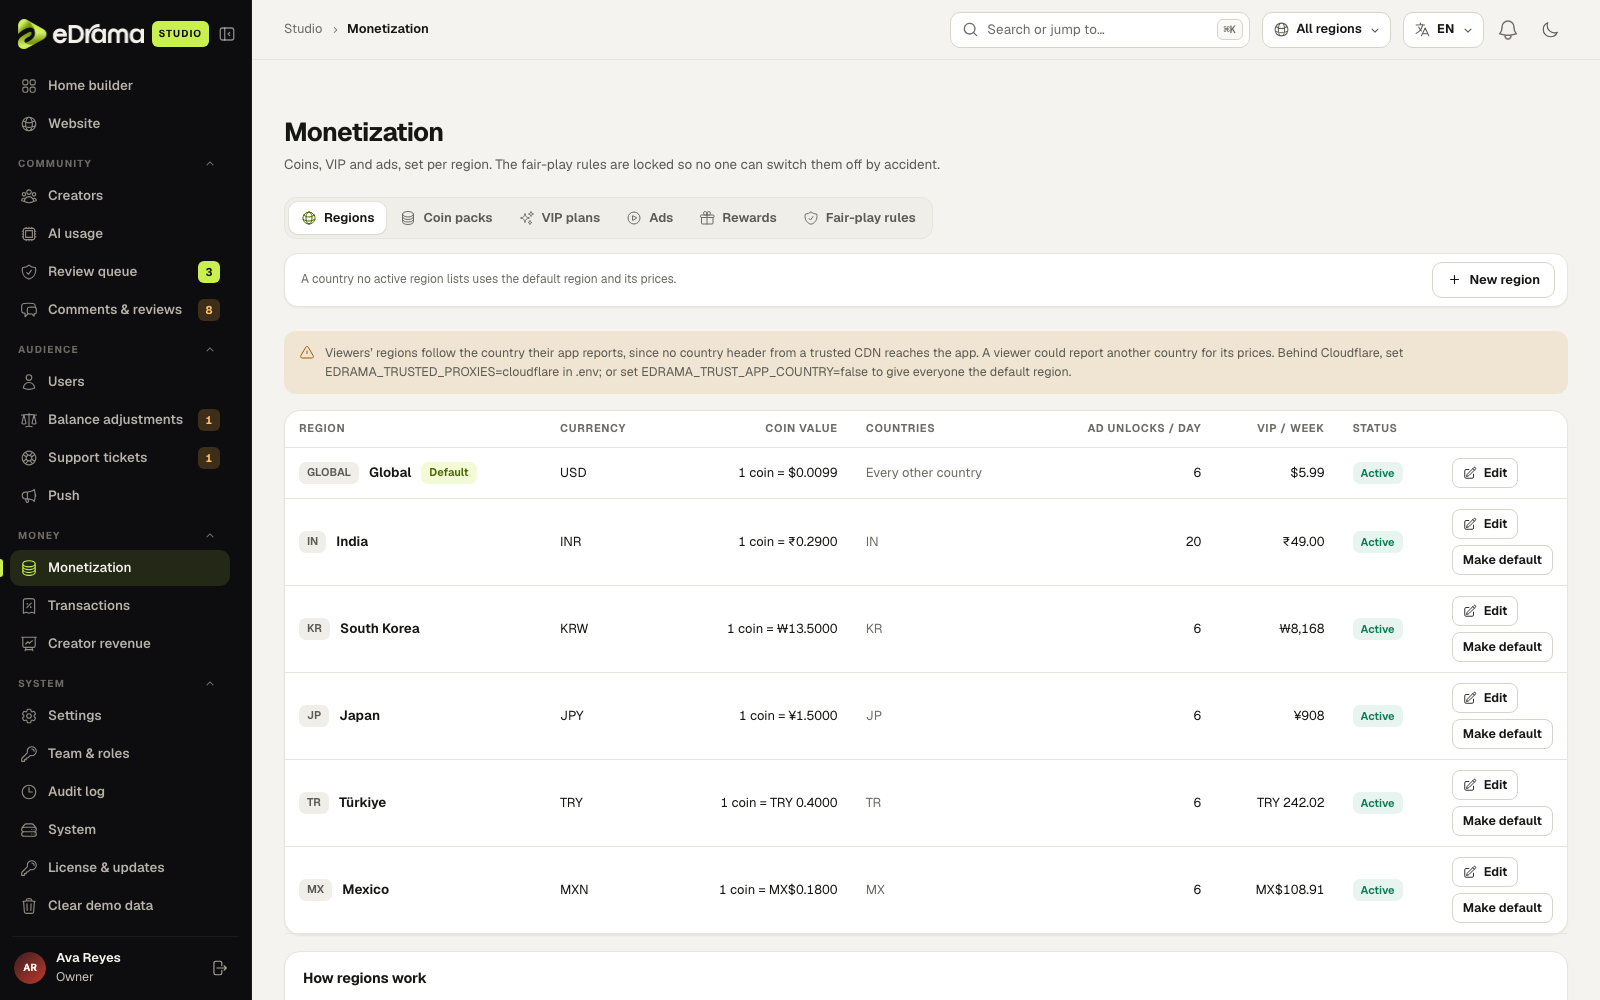 eDrama STUDIO
Home builder
Website
COMMUNITY
Creators
AI usage
Review queue 3
Comments & reviews 8
AUDIENCE
Users
Balance adjustments 1
Support tickets 1
Push
MONEY
Monetization
Transactions
Creator revenue
SYSTEM
Settings
Team & roles
Audit log
System
License & updates
Clear demo data
AR
Ava Reyes
Owner
Studio › Monetization
Search or jump to... ⌘K
All regions
EN
Monetization
Coins, VIP and ads, set per region. The fair-play rules are locked so no one can switch them off by accident.
Regions Coin packs VIP plans Ads Rewards Fair-play rules
A country no active region lists uses the default region and its prices.
+ New region
Viewers’ regions follow the country their app reports, since no country header from a trusted CDN reaches the app. A viewer could report another country for its prices. Behind Cloudflare, set
EDRAMA_TRUSTED_PROXIES=cloudflare in .env; or set EDRAMA_TRUST_APP_COUNTRY=false to give everyone the default region.
REGION CURRENCY COIN VALUE COUNTRIES AD UNLOCKS / DAY VIP / WEEK STATUS
GLOBAL Global Default USD 1 coin = $0.0099 Every other country 6 $5.99 Active Edit
IN India INR 1 coin = ₹0.2900 IN 20 ₹49.00 Active Edit
Make default
KR South Korea KRW 1 coin = ₩13.5000 KR 6 ₩8,168 Active Edit
Make default
JP Japan JPY 1 coin = ¥1.5000 JP 6 ¥908 Active Edit
Make default
TR Türkiye TRY 1 coin = TRY 0.4000 TR 6 TRY 242.02 Active Edit
Make default
MX Mexico MXN 1 coin = MX$0.1800 MX 6 MX$108.91 Active Edit
Make default
How regions work